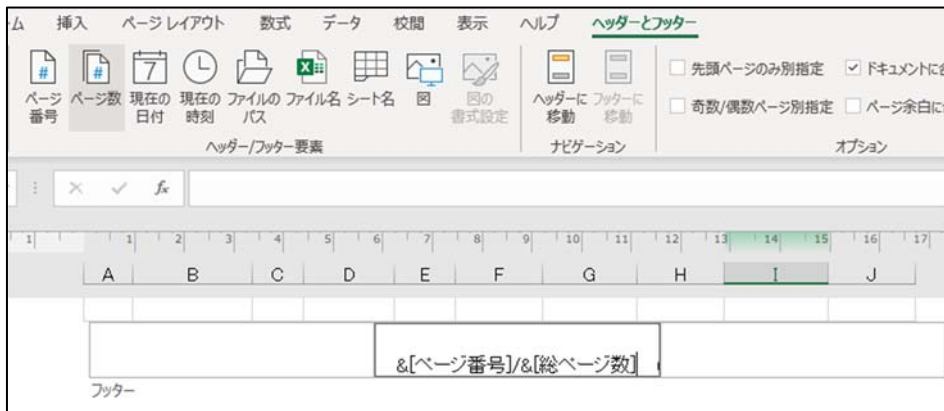 ム 挿入 ページ レイアウト 数式 データ 校閲 表示 ヘルプ ヘッダーとフッター
ページ番号 ページ数 現在の日付 現在の時刻 ファイルのパス ファイル名 シート名 図 図の書式設定 ヘッダーに移動 フッターに移動
先頭ページのみ別指定 ドキュメントに合
奇数/偶数ページ別指定 ページ余白に
ヘッダー/フッター要素 ナビゲーション オプション
fx
1 1 2 3 4 5 6 7 8 9 10 11 12 13 14 15 16 17
A B C D E F G H I J
&[ページ番号]/&[総ページ数]
フッター